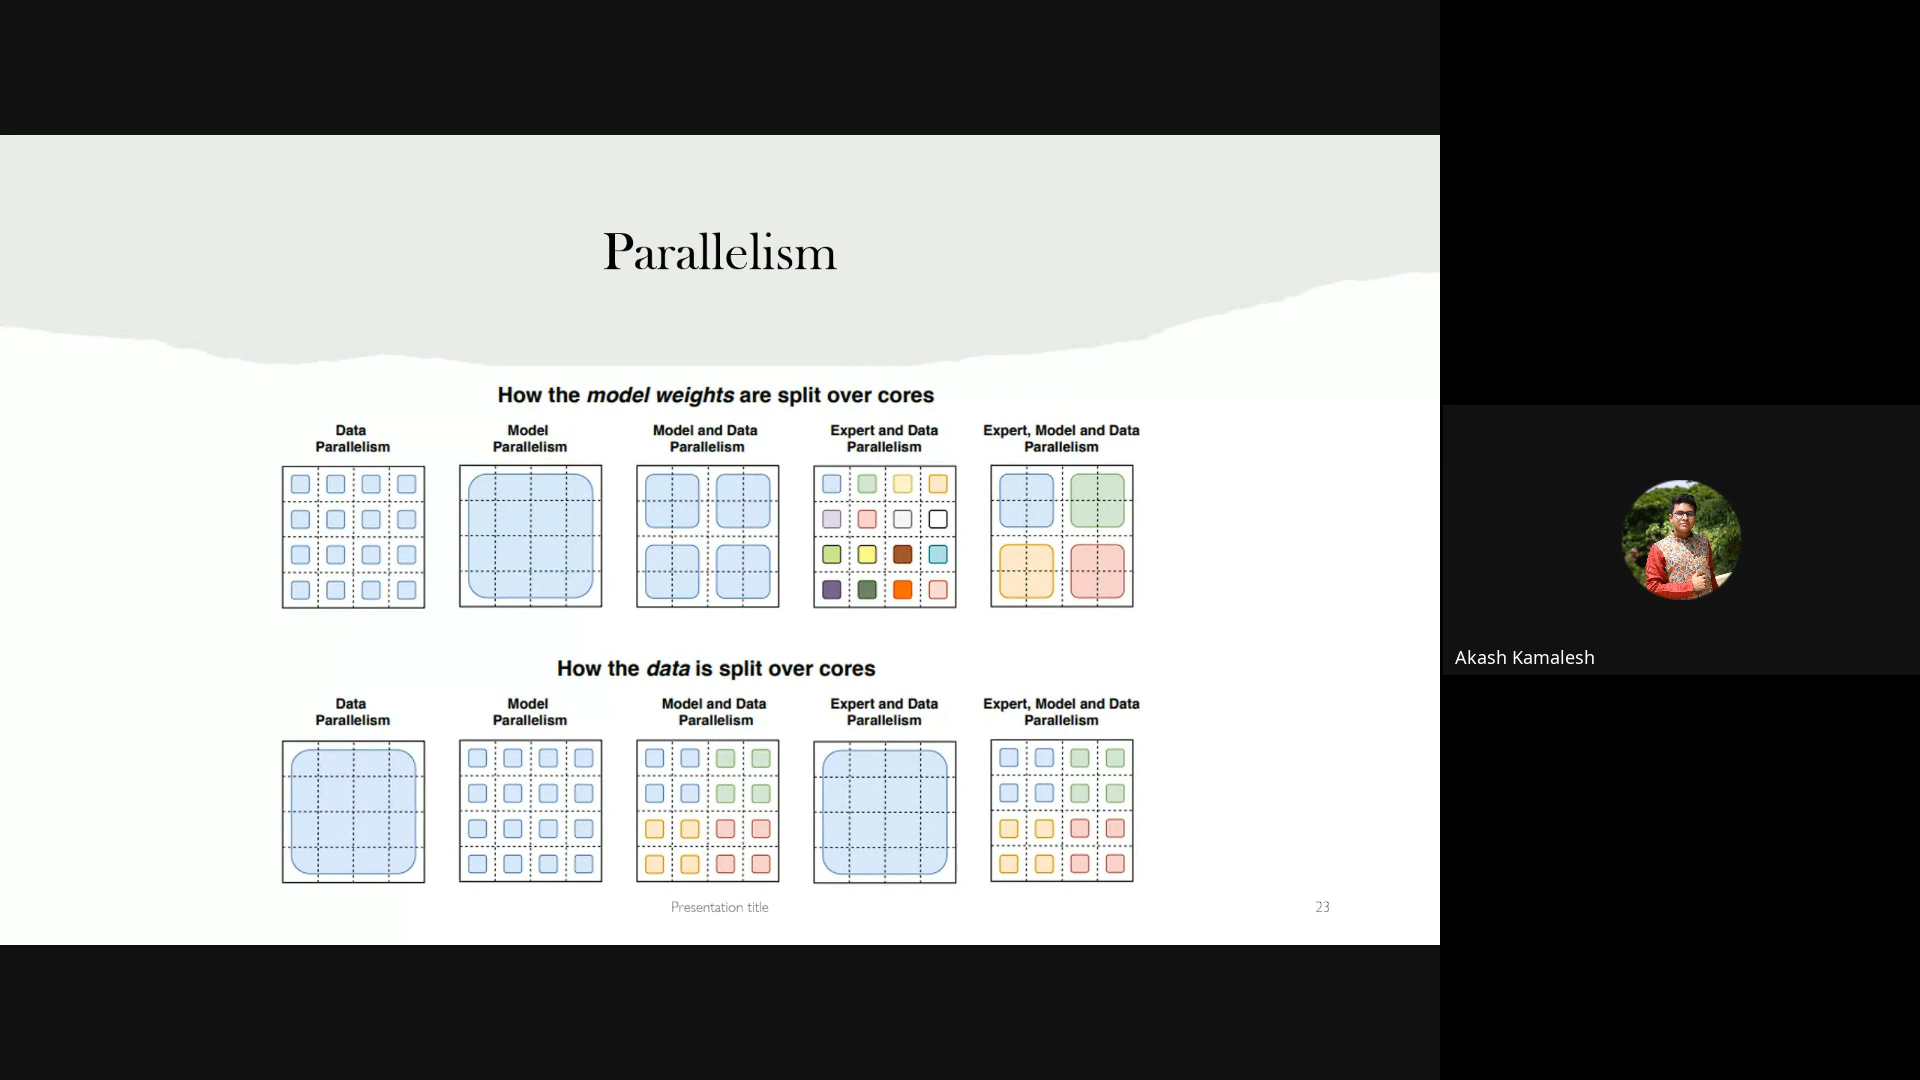 Parallelism
How the model weights are split over cores
Data
Parallelism
Model
Parallelism
Model and Data
Parallelism
Expert and Data
Parallelism
Expert, Model and Data
Parallelism
How the data is split over cores
Data
Parallelism
Model
Parallelism
Model and Data
Parallelism
Expert and Data
Parallelism
Expert, Model and Data
Parallelism
Presentation title
23
Akash Kamalesh